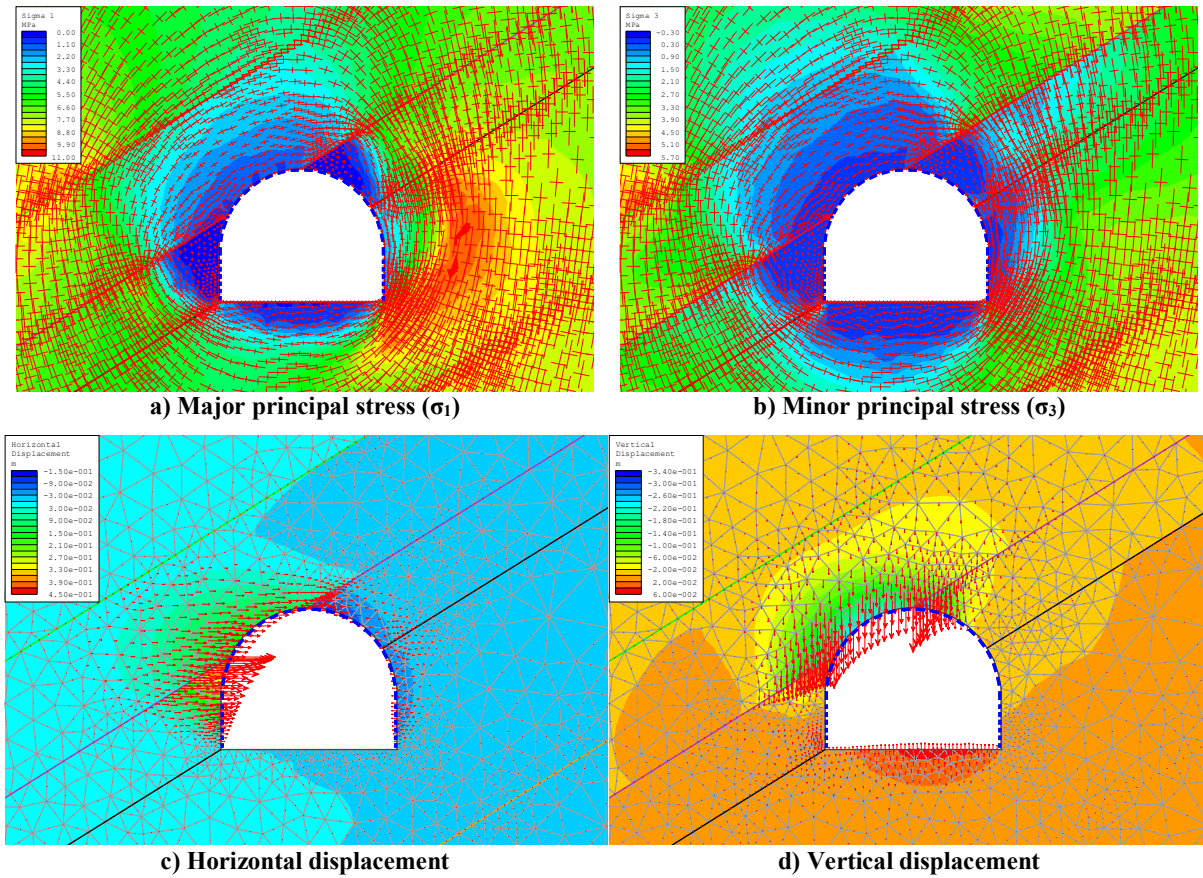 Sigma 1
MPa
0.00
1.10
2.20
3.30
4.40
5.50
6.60
7.70
8.80
9.90
11.00
Sigma 3
MPa
-0.30
0.30
0.90
1.50
2.10
2.70
3.30
3.90
4.50
5.10
5.70
a) Major principal stress (σ₁)
b) Minor principal stress (σ₃)
Horizontal
Displacement
m
-1.50e-001
-9.00e-002
-3.00e-002
3.00e-002
9.00e-002
1.50e-001
2.10e-001
2.70e-001
3.30e-001
3.90e-001
4.50e-001
Vertical
Displacement
m
-3.40e-001
-3.00e-001
-2.60e-001
-2.20e-001
-1.80e-001
-1.40e-001
-1.00e-001
-6.00e-002
-2.00e-002
2.00e-002
6.00e-002
c) Horizontal displacement
d) Vertical displacement